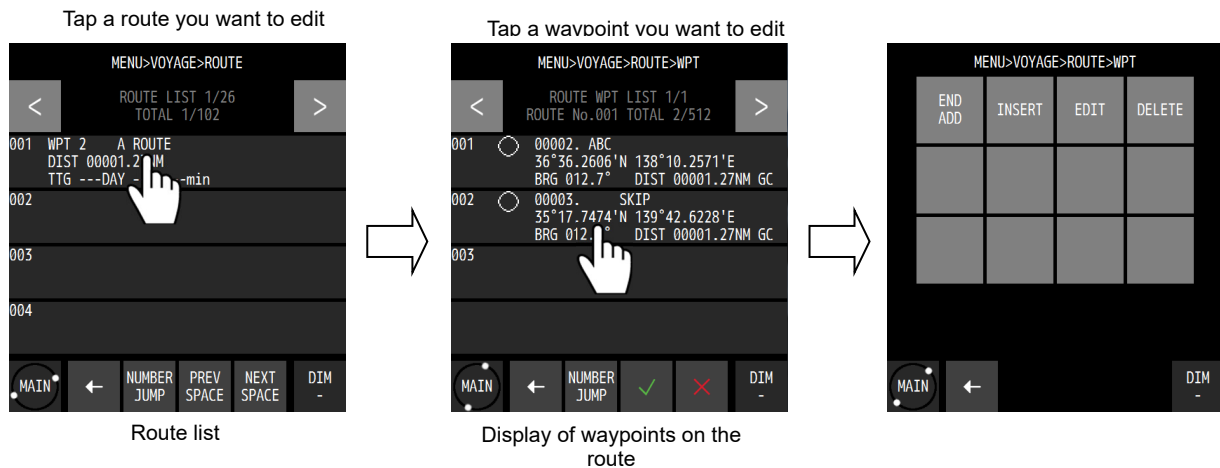 Tap a route you want to edit
MENU>VOYAGE>ROUTE
<
ROUTE LIST 1/26
TOTAL 1/102
>
001 WPT 2 A ROUTE
DIST 00001.2 NM
TTG ---DAY - -min
002
003
004
MAIN
←
NUMBER
JUMP
PREV
SPACE
NEXT
SPACE
DIM
-
Route list
Tap a waypoint you want to edit
MENU>VOYAGE>ROUTE>WPT
<
ROUTE WPT LIST 1/1
ROUTE No.001 TOTAL 2/512
>
001 00002. ABC
36°36.2606'N 138°10.2571'E
BRG 012.7° DIST 00001.27NM GC
002 00003. SKIP
35°17.7474'N 139°42.6228'E
BRG 012. ° DIST 00001.27NM GC
003
MAIN
←
NUMBER
JUMP
✓
✕
DIM
-
Display of waypoints on the
route
MENU>VOYAGE>ROUTE>WPT
END
ADD
INSERT
EDIT
DELETE
MAIN
←
DIM
-